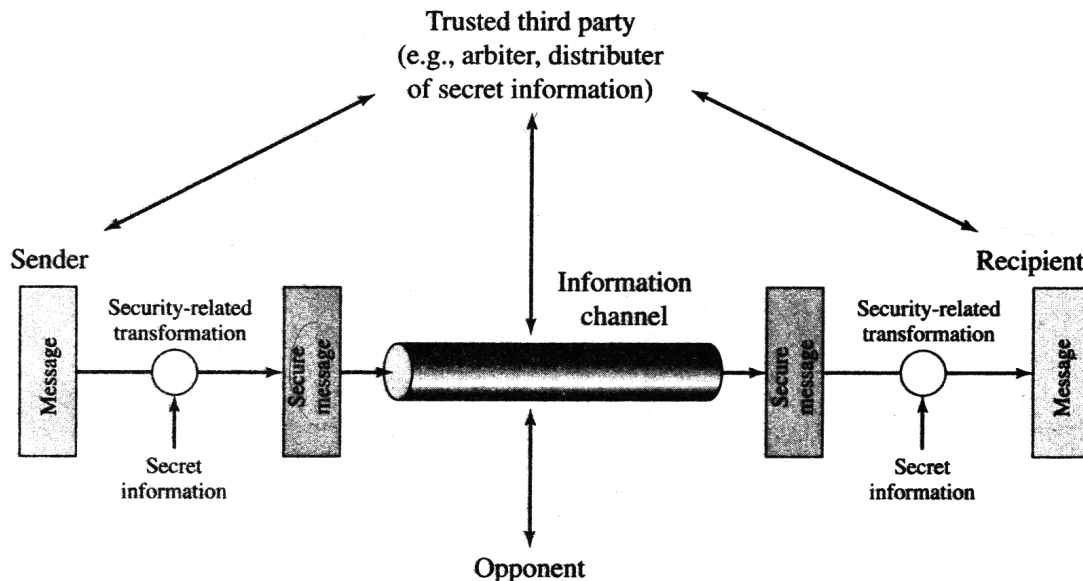 Trusted third party
(e.g., arbiter, distributer
of secret information)
Sender
Recipient
Information
channel
Security-related
transformation
Security-related
transformation
Message
Secure
message
Secure
message
Message
Secret
information
Secret
information
Opponent